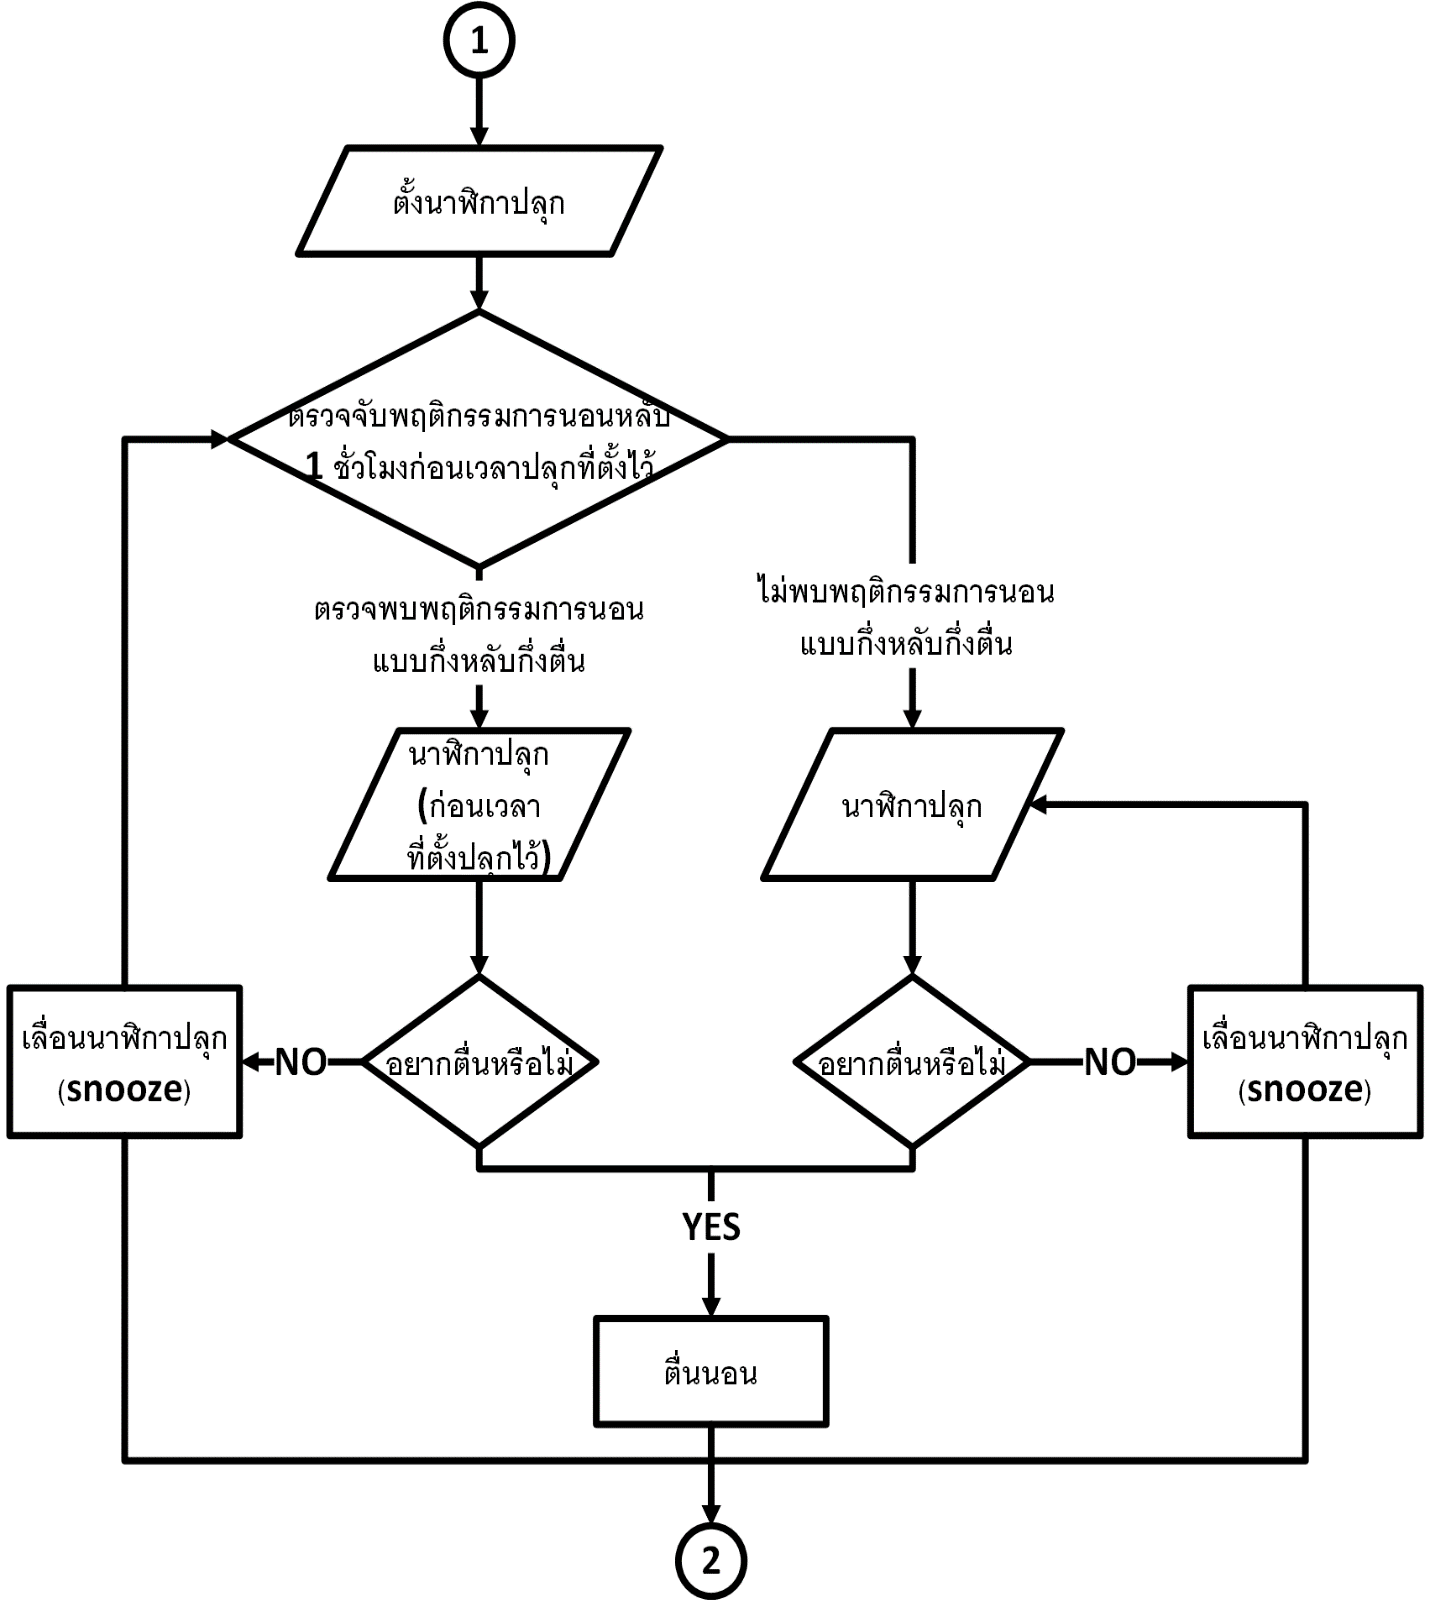 1
ตั้งนาฬิกาปลุก
ตรวจจับพฤติกรรมการนอนหลับ
1 ชั่วโมงก่อนเวลาปลุกที่ตั้งไว้
ตรวจพบพฤติกรรมการนอน
แบบกึ่งหลับกึ่งตื่น
ไม่พบพฤติกรรมการนอน
แบบกึ่งหลับกึ่งตื่น
นาฬิกาปลุก
(ก่อนเวลา
ที่ตั้งปลุกไว้)
นาฬิกาปลุก
เลื่อนนาฬิกาปลุก
(snooze)
NO
อยากตื่นหรือไม่
อยากตื่นหรือไม่
NO
เลื่อนนาฬิกาปลุก
(snooze)
YES
ตื่นนอน
2